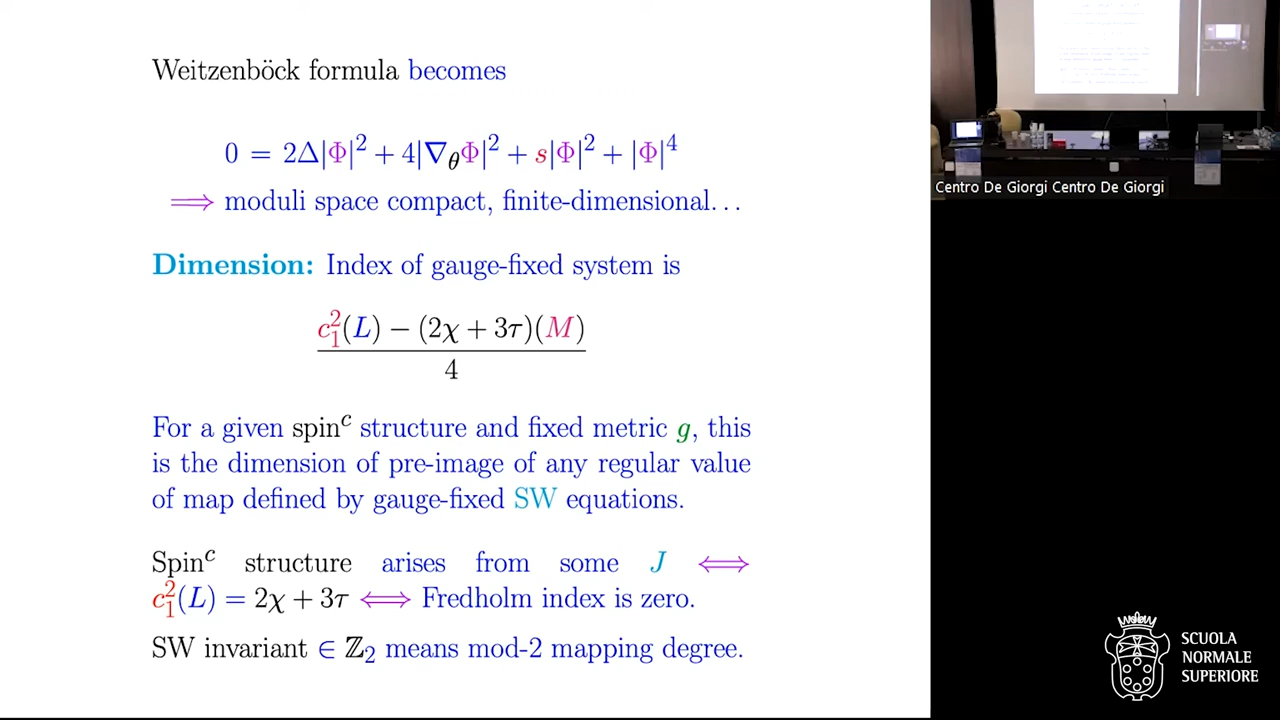 Weitzenböck formula becomes
0 = 2Δ|Φ|² + 4|∇_θΦ|² + s|Φ|² + |Φ|⁴
⟹ moduli space compact, finite-dimensional…
Dimension: Index of gauge-fixed system is
c₁²(L) − (2χ + 3τ)(M)
4
For a given spinᶜ structure and fixed metric g, this
is the dimension of pre-image of any regular value
of map defined by gauge-fixed SW equations.
Spinᶜ structure arises from some J ⟺
c₁²(L) = 2χ + 3τ ⟺ Fredholm index is zero.
SW invariant ∈ ℤ₂ means mod-2 mapping degree.
Centro De Giorgi Centro De Giorgi
SCUOLA
NORMALE
SUPERIORE